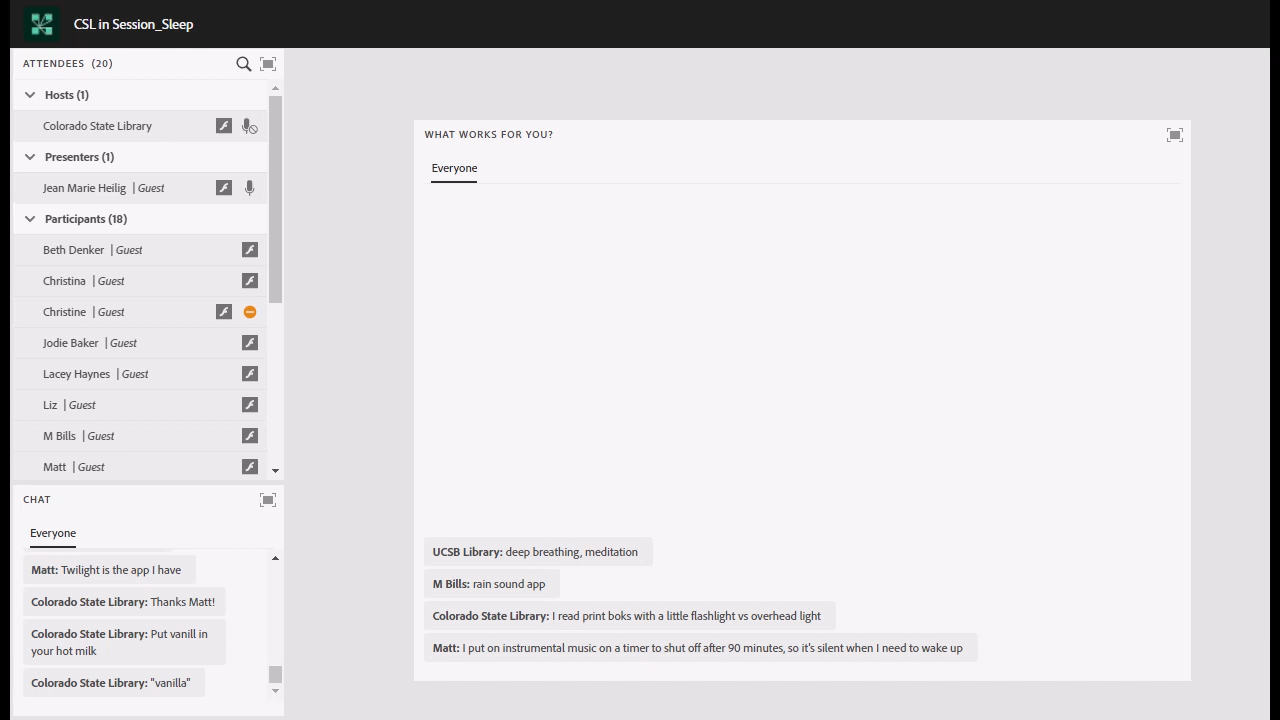 CSL in Session_Sleep
ATTENDEES (20)
Hosts (1)
Colorado State Library
Presenters (1)
Jean Marie Heilig | Guest
Participants (18)
Beth Denker | Guest
Christina | Guest
Christine | Guest
Jodie Baker | Guest
Lacey Haynes | Guest
Liz | Guest
M Bills | Guest
Matt | Guest
CHAT
Everyone
Matt: Twilight is the app I have
Colorado State Library: Thanks Matt!
Colorado State Library: Put vanill in
your hot milk
Colorado State Library: "vanilla"
WHAT WORKS FOR YOU?
Everyone
UCSB Library: deep breathing, meditation
M Bills: rain sound app
Colorado State Library: I read print boks with a little flashlight vs overhead light
Matt: I put on instrumental music on a timer to shut off after 90 minutes, so it's silent when I need to wake up